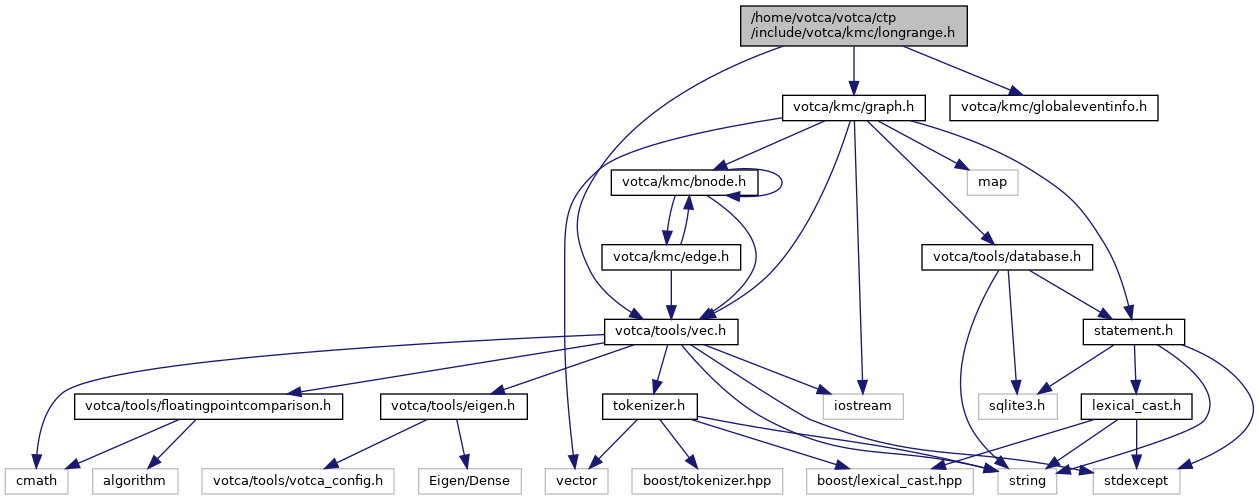 /home/votca/votca/ctp
/include/votca/kmc/longrange.h
votca/kmc/graph.h
votca/kmc/globaleventinfo.h
votca/kmc/bnode.h
map
votca/kmc/edge.h
votca/tools/database.h
votca/tools/vec.h
statement.h
votca/tools/floatingpointcomparison.h
votca/tools/eigen.h
tokenizer.h
iostream
sqlite3.h
lexical_cast.h
cmath
algorithm
votca/tools/votca_config.h
Eigen/Dense
vector
boost/tokenizer.hpp
boost/lexical_cast.hpp
string
stdexcept